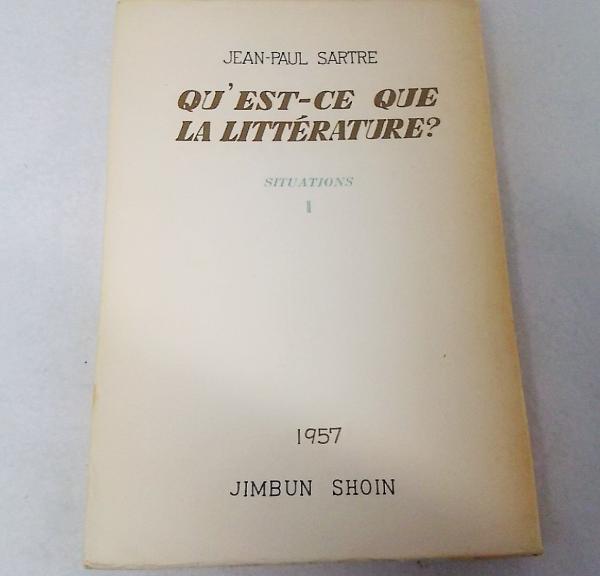 JEAN-PAUL SARTRE
QU'EST-CE QUE
LA LITTÉRATURE?
SITUATIONS
I
1957
JIMBUN SHOIN